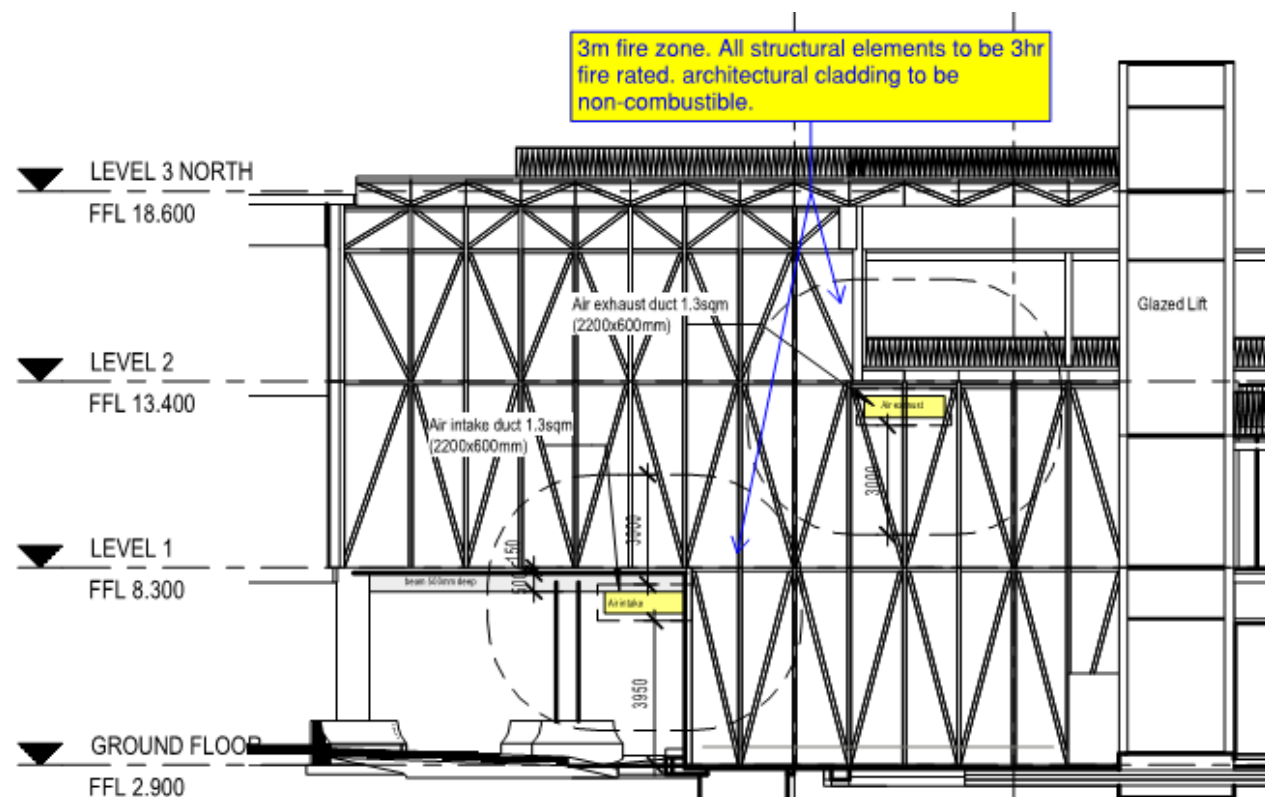 3m fire zone. All structural elements to be 3hr
fire rated. architectural cladding to be
non-combustible.
LEVEL 3 NORTH
FFL 18.600
Air exhaust duct 1.3sqm
(2200x600mm)
Glazed Lift
LEVEL 2
FFL 13.400
Air exhaust
Air intake duct 1.3sqm
(2200x600mm)
3000
3000
150
LEVEL 1
FFL 8.300
beam 500mm deep
500
Air intake
3950
GROUND FLOOR
FFL 2.900